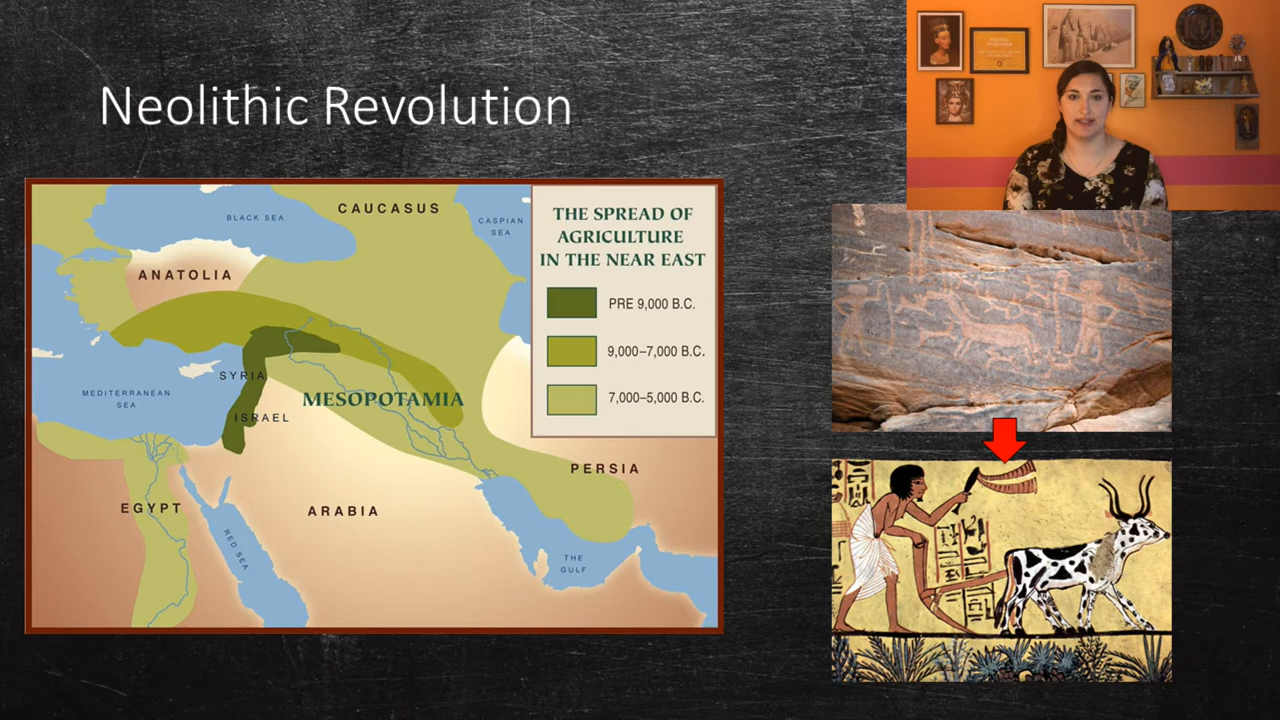 Neolithic Revolution
BLACK SEA
CAUCASUS
CASPIAN
SEA
ANATOLIA
SYRIA
MEDITERRANEAN
SEA
MESOPOTAMIA
ISRAEL
PERSIA
EGYPT
ARABIA
RED SEA
THE
GULF
THE SPREAD OF
AGRICULTURE
IN THE NEAR EAST
PRE 9,000 B.C.
9,000–7,000 B.C.
7,000–5,000 B.C.